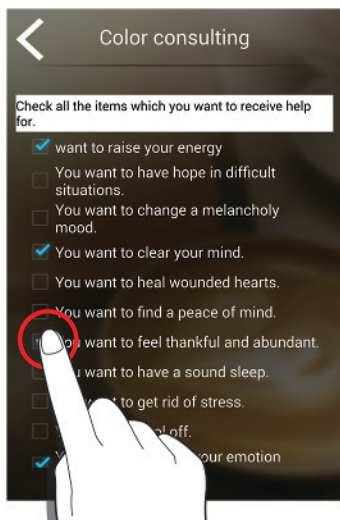 Color consulting
Check all the items which you want to receive help
for.
want to raise your energy
You want to have hope in difficult
situations.
You want to change a melancholy
mood.
You want to clear your mind.
You want to heal wounded hearts.
You want to find a peace of mind.
want to feel thankful and abundant.
want to have a sound sleep.
to get rid of stress.
off.
your emotion